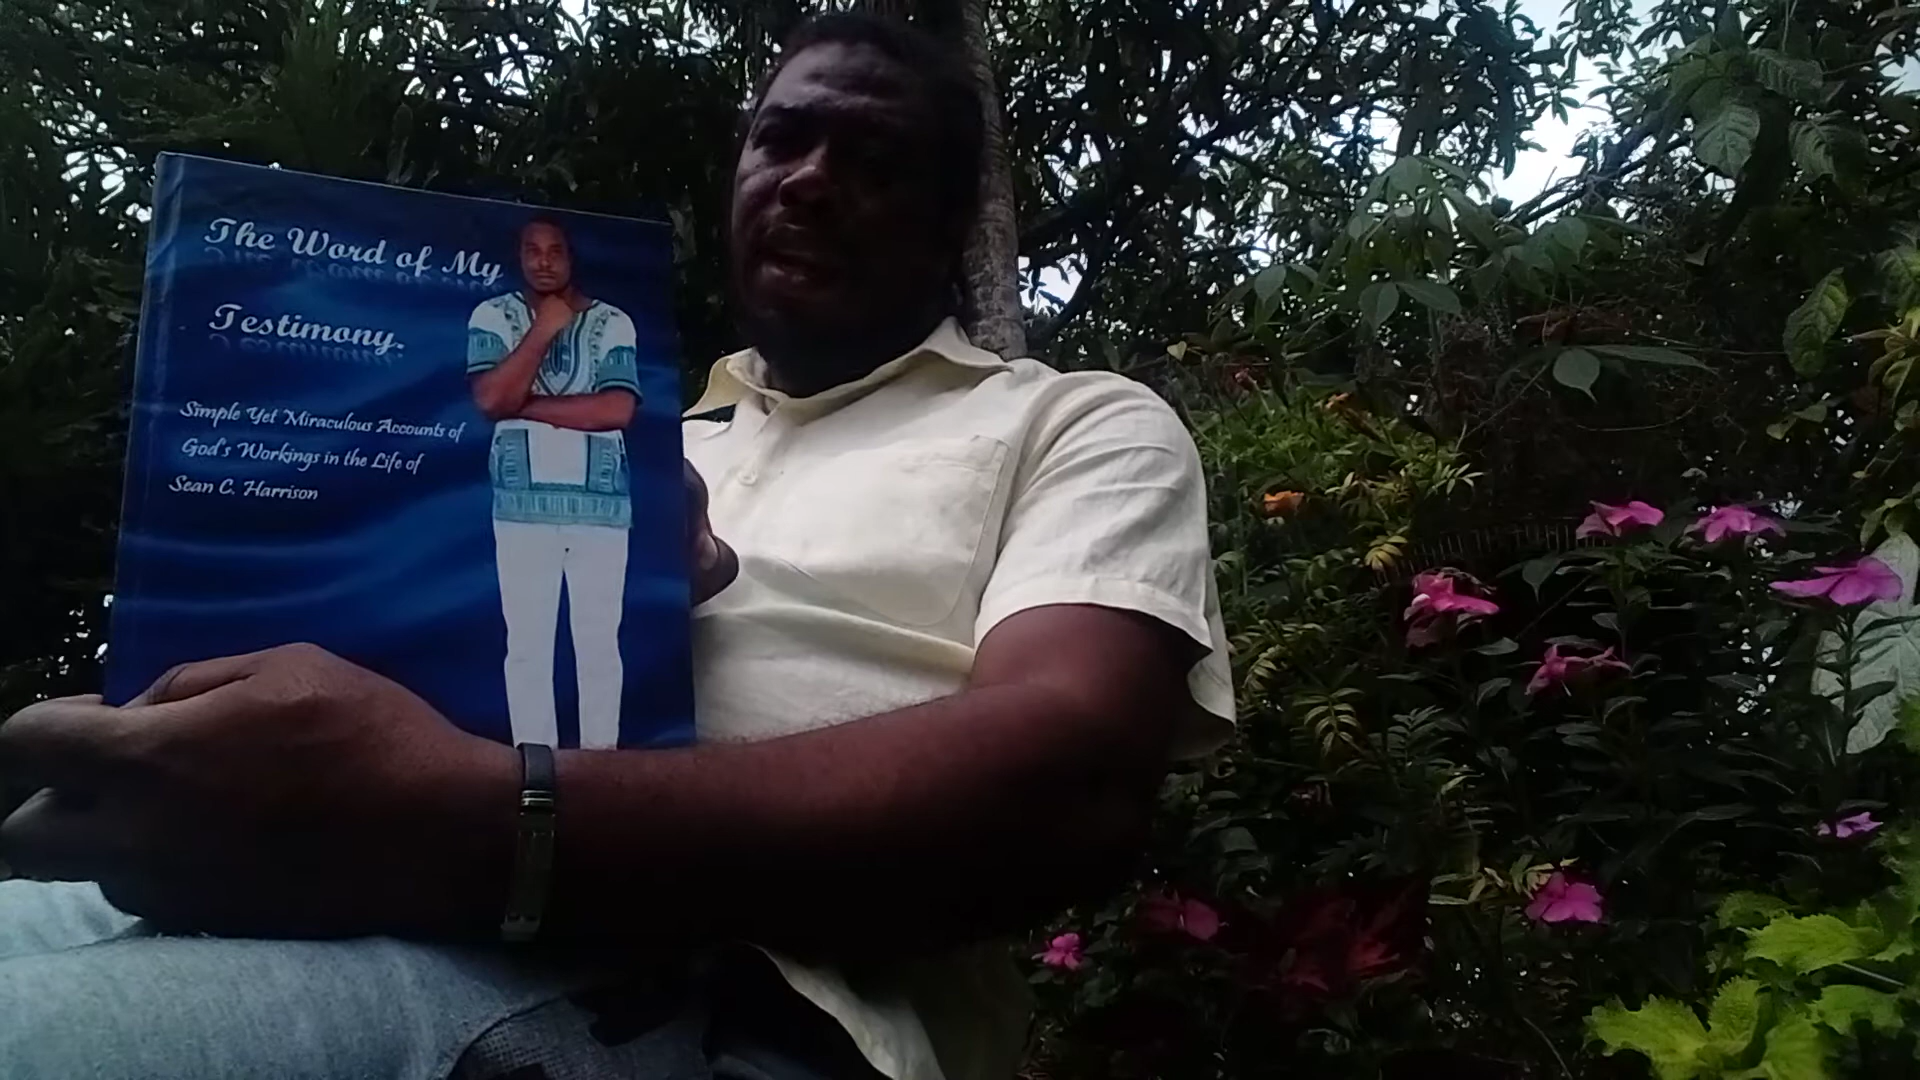 The Word of My
Testimony.
Simple Yet Miraculous Accounts of
God's Workings in the Life of
Sean C. Harrison